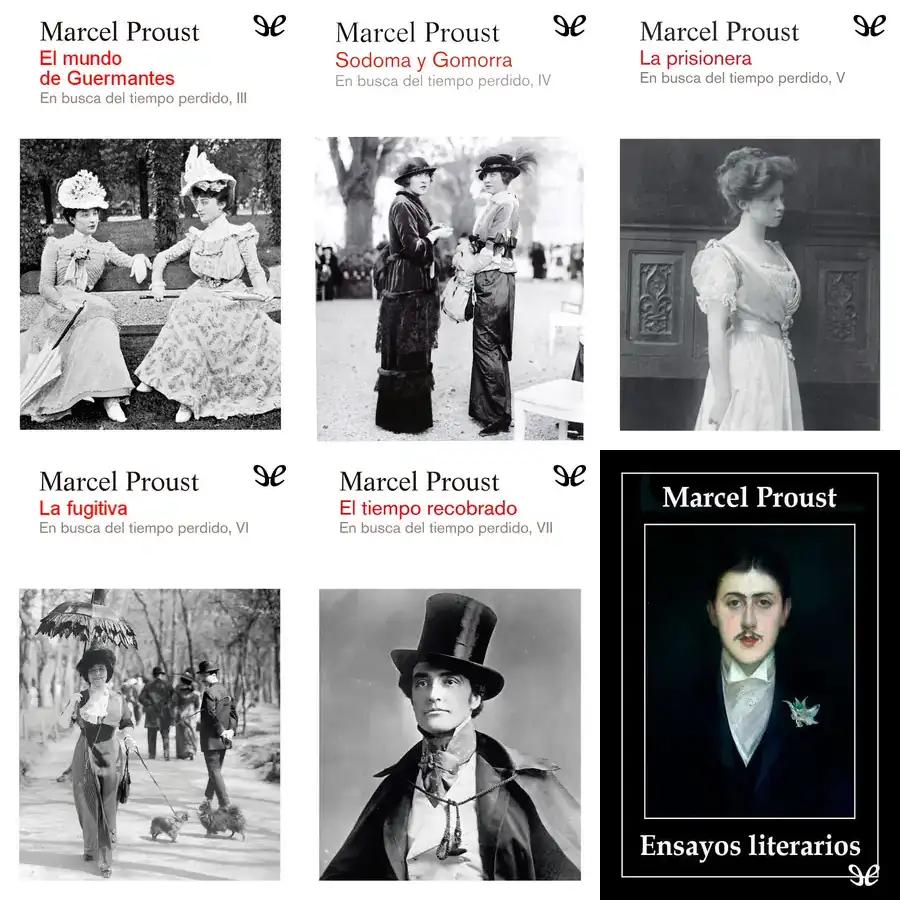 Marcel Proust
El mundo
de Guermantes
En busca del tiempo perdido, III
Marcel Proust
Sodoma y Gomorra
En busca del tiempo perdido, IV
Marcel Proust
La prisionera
En busca del tiempo perdido, V
Marcel Proust
La fugitiva
En busca del tiempo perdido, VI
Marcel Proust
El tiempo recobrado
En busca del tiempo perdido, VII
Marcel Proust
Ensayos literarios